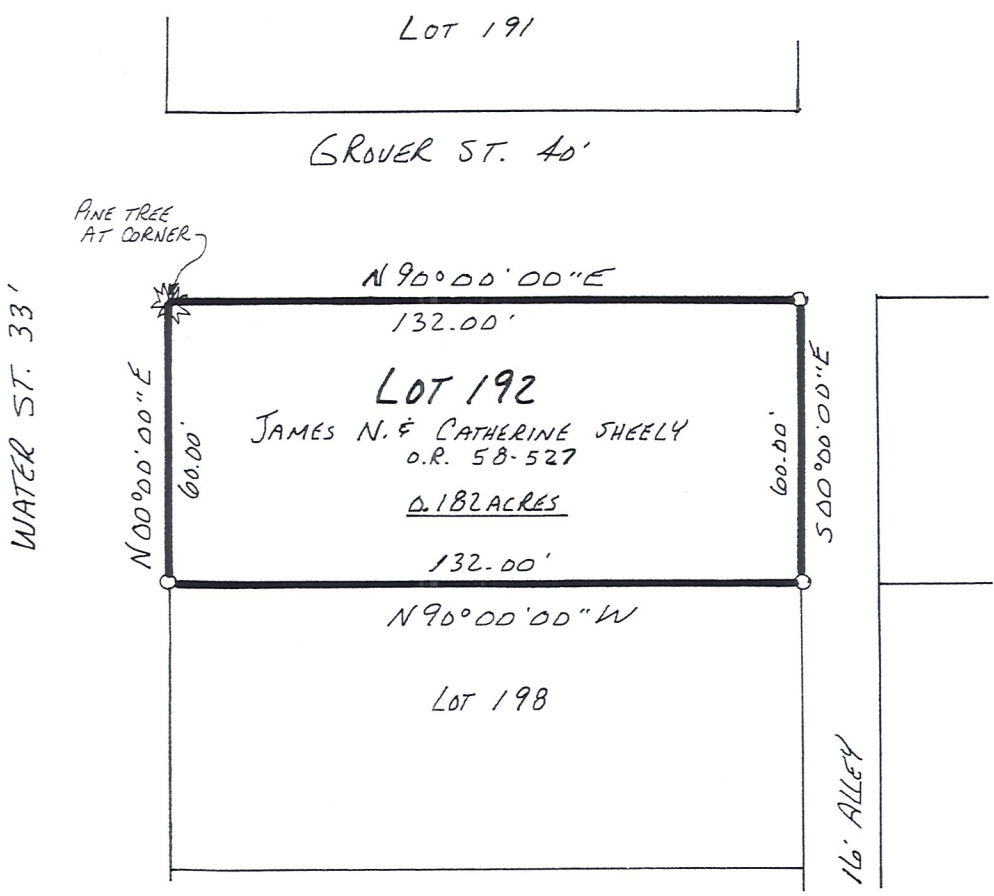 LOT 191
GROVER ST. 40'
PINE TREE
AT CORNER
N 90°00'00"E
132.00'
WATER ST. 33'
N00°00'00"E
60.00'
LOT 192
JAMES N. & CATHERINE SHEELY
O.R. 58-527
0.182 ACRES
60.00'
S00°00'00"E
132.00'
N90°00'00"W
LOT 198
16' ALLEY